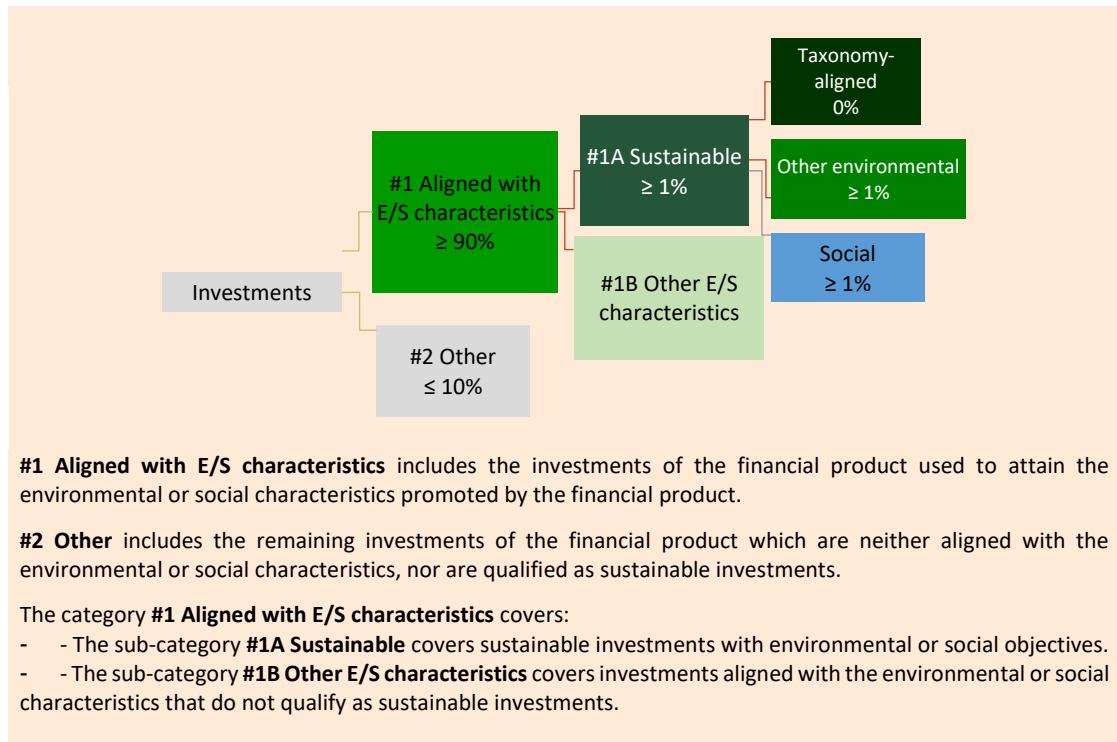 Taxonomy-
aligned
0%
#1A Sustainable
≥ 1%
Other environmental
≥ 1%
#1 Aligned with
E/S characteristics
≥ 90%
Social
≥ 1%
#1B Other E/S
characteristics
Investments
#2 Other
≤ 10%
#1 Aligned with E/S characteristics includes the investments of the financial product used to attain the
environmental or social characteristics promoted by the financial product.
#2 Other includes the remaining investments of the financial product which are neither aligned with the
environmental or social characteristics, nor are qualified as sustainable investments.
The category #1 Aligned with E/S characteristics covers:
- - The sub-category #1A Sustainable covers sustainable investments with environmental or social objectives.
- - The sub-category #1B Other E/S characteristics covers investments aligned with the environmental or social
characteristics that do not qualify as sustainable investments.